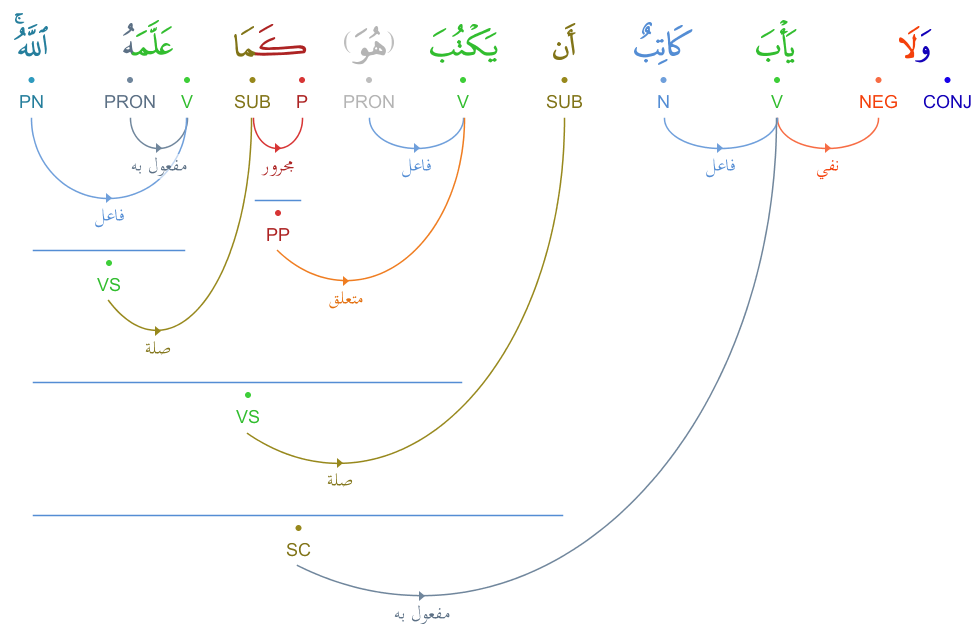 وَلَا يَأْبَ كَاتِبٌ أَن يَكْتُبَ (هُوَ) كَمَا عَلَّمَهُ ٱللَّهُ ۚ
CONJ NEG V N SUB V PRON P SUB V PRON PN
نفي فاعل فاعل مجرور مفعول به
فاعل
PP
متعلق
VS
صلة
VS
صلة
SC
مفعول به